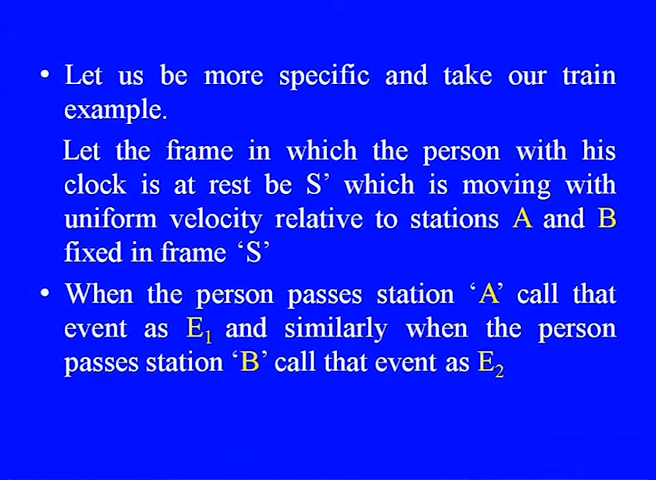 • Let us be more specific and take our train
example.
Let the frame in which the person with his
clock is at rest be S’ which is moving with
uniform velocity relative to stations A and B
fixed in frame ‘S’
• When the person passes station ‘A’ call that
event as E₁ and similarly when the person
passes station ‘B’ call that event as E₂